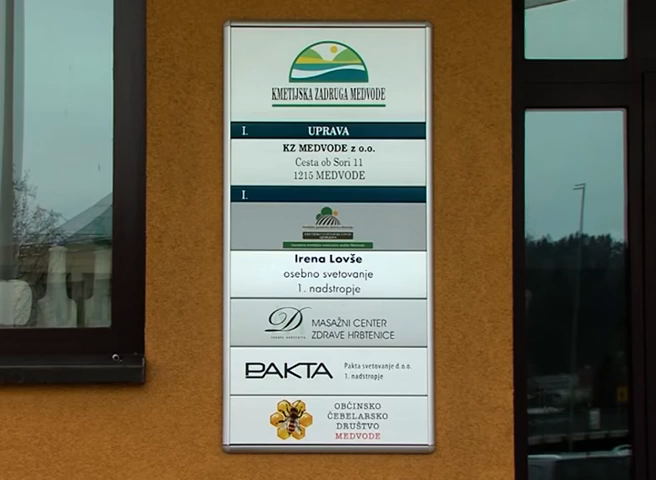 KMETIJSKA ZADRUGA MEDVODE
I. UPRAVA
KZ MEDVODE z o.o.
Cesta ob Sori 11
1215 MEDVODE
I.
Irena Lovše
osebno svetovanje
1. nadstropje
D
MASAŽNI CENTER
ZDRAVE HRBTENICE
PAKTA
Pakta svetovanje d.o.o.
1. nadstropje
OBČINSKO
ČEBELARSKO
DRUŠTVO
MEDVODE